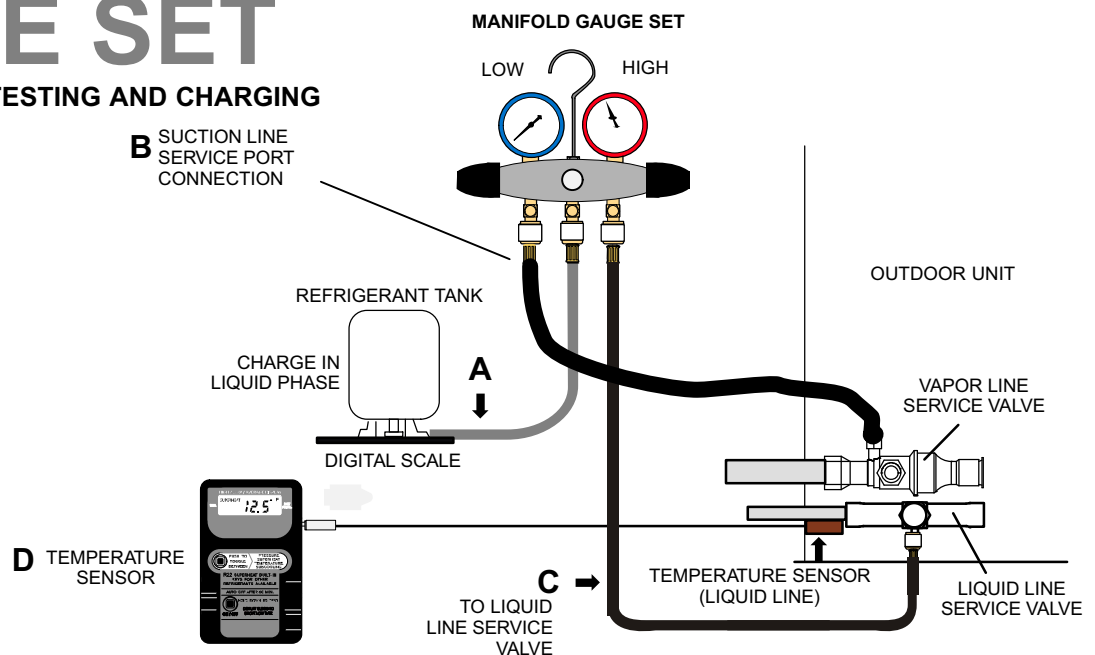 E SET
TESTING AND CHARGING
MANIFOLD GAUGE SET
LOW
HIGH
B
SUCTION LINE
SERVICE PORT
CONNECTION
OUTDOOR UNIT
REFRIGERANT TANK
CHARGE IN
LIQUID PHASE
A
DIGITAL SCALE
VAPOR LINE
SERVICE VALVE
12.5
D
TEMPERATURE
SENSOR
C
TO LIQUID
LINE SERVICE
VALVE
TEMPERATURE SENSOR
(LIQUID LINE)
LIQUID LINE
SERVICE VALVE